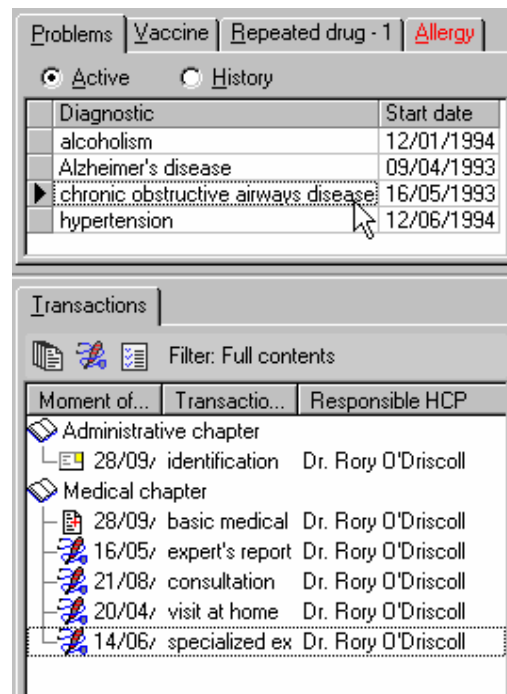 Problems Vaccine Repeated drug - 1 Allergy
Active History
Diagnostic Start date
alcoholism 12/01/1994
Alzheimer's disease 09/04/1993
chronic obstructive airways disease 16/05/1993
hypertension 12/06/1994
Transactions
Filter: Full contents
Moment of... Transactio... Responsible HCP
Administrative chapter
28/09/ identification Dr. Rory O'Driscoll
Medical chapter
28/09/ basic medical Dr. Rory O'Driscoll
16/05/ expert's report Dr. Rory O'Driscoll
21/08/ consultation Dr. Rory O'Driscoll
20/04/ visit at home Dr. Rory O'Driscoll
14/06/ specialized ex Dr. Rory O'Driscoll